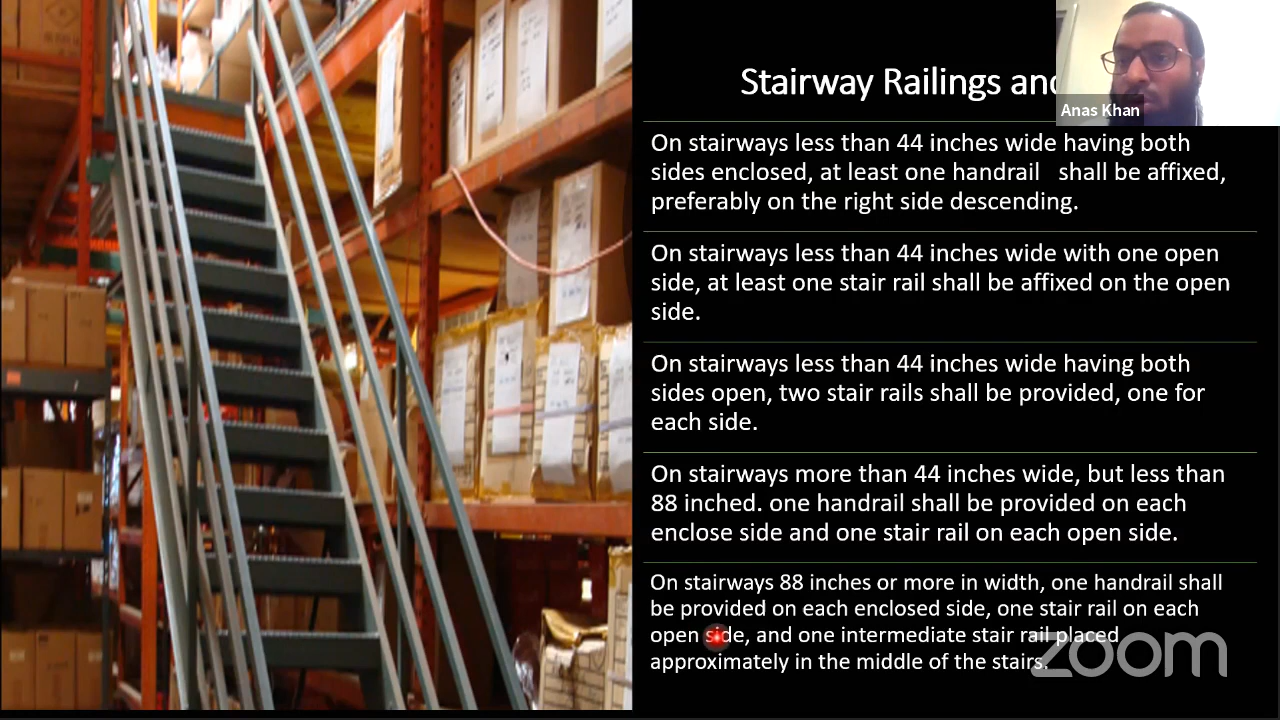 Stairway Railings and
Anas Khan
On stairways less than 44 inches wide having both
sides enclosed, at least one handrail shall be affixed,
preferably on the right side descending.
On stairways less than 44 inches wide with one open
side, at least one stair rail shall be affixed on the open
side.
On stairways less than 44 inches wide having both
sides open, two stair rails shall be provided, one for
each side.
On stairways more than 44 inches wide, but less than
88 inched. one handrail shall be provided on each
enclose side and one stair rail on each open side.
On stairways 88 inches or more in width, one handrail shall
be provided on each enclosed side, one stair rail on each
open side, and one intermediate stair rail placed
approximately in the middle of the stairs.
zoom